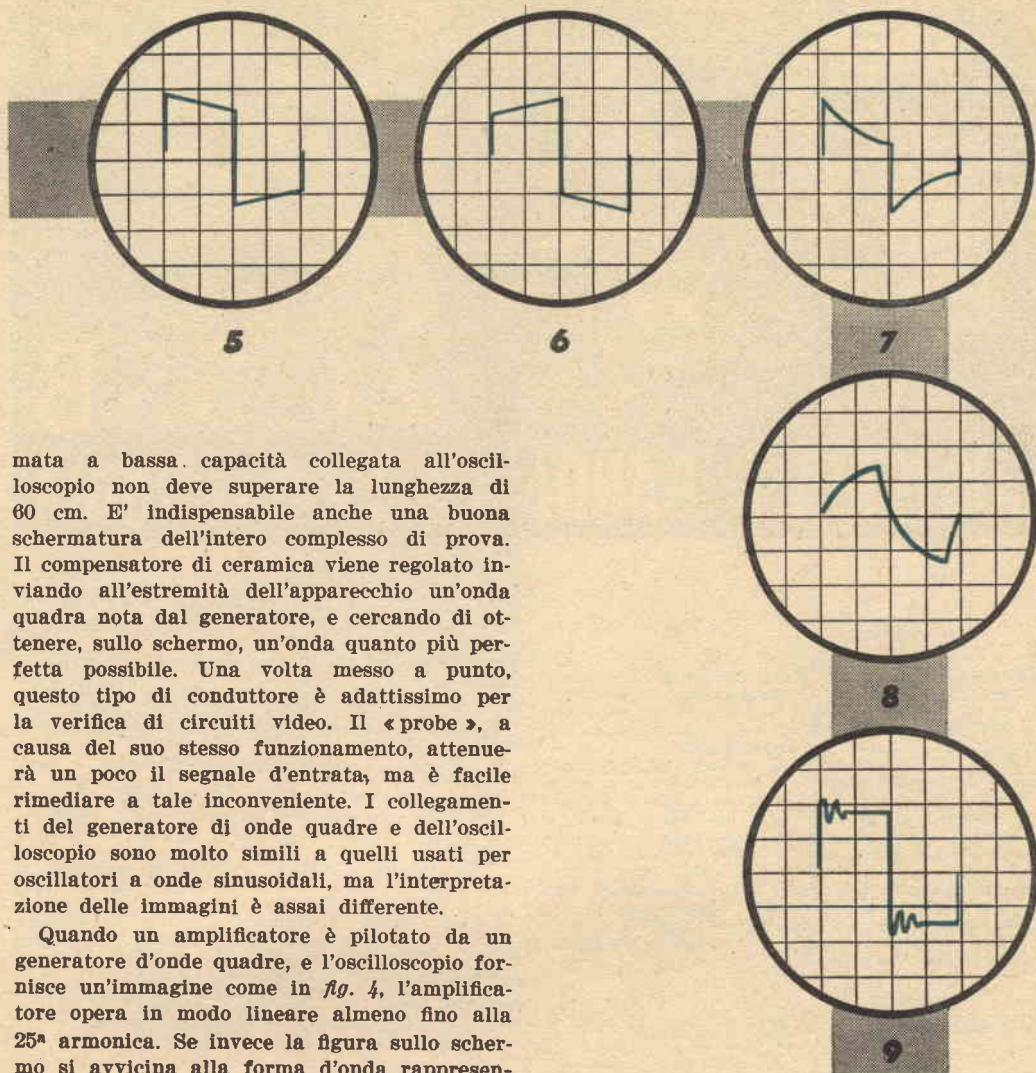 5
6
7
8
9
mata a bassa capacità collegata all'oscil-
loscopio non deve superare la lunghezza di
60 cm. E' indispensabile anche una buona
schermatura dell'intero complesso di prova.
Il compensatore di ceramica viene regolato in-
viando all'estremità dell'apparecchio un'onda
quadra nota dal generatore, e cercando di ot-
tenere, sullo schermo, un'onda quanto più per-
fetta possibile. Una volta messo a punto,
questo tipo di conduttore è adattissimo per
la verifica di circuiti video. Il « probe », a
causa del suo stesso funzionamento, attenue-
rà un poco il segnale d'entrata, ma è facile
rimediare a tale inconveniente. I collegamen-
ti del generatore di onde quadre e dell'oscil-
loscopio sono molto simili a quelli usati per
oscillatori a onde sinusoidali, ma l'interpreta-
zione delle immagini è assai differente.
Quando un amplificatore è pilotato da un
generatore d'onde quadre, e l'oscilloscopio for-
nisce un'immagine come in fig. 4, l'amplifica-
tore opera in modo lineare almeno fino alla
25ª armonica. Se invece la figura sullo scher-
mo si avvicina alla forma d'onda rappresen-